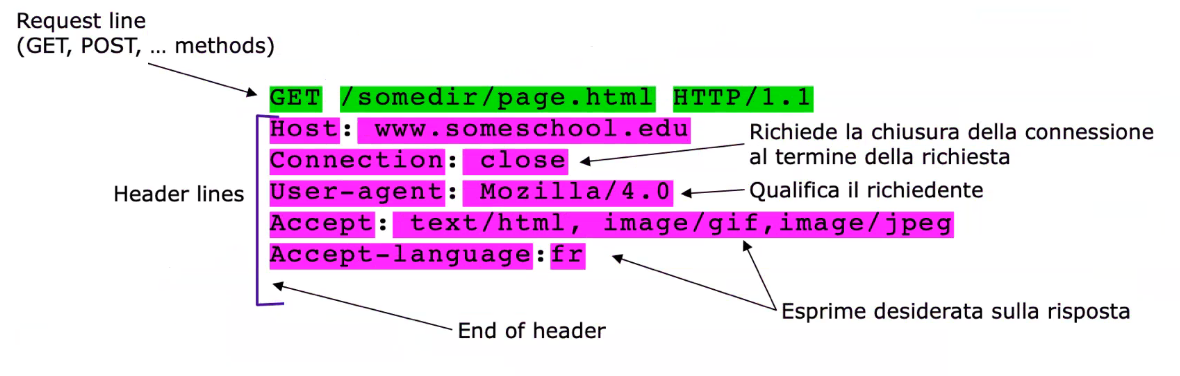 Request line
(GET, POST, … methods)
GET /somedir/page.html HTTP/1.1
Host: www.someschool.edu
Connection: close
User-agent: Mozilla/4.0
Accept: text/html, image/gif,image/jpeg
Accept-language:fr
Header lines
Richiede la chiusura della connessione
al termine della richiesta
Qualifica il richiedente
Esprime desiderata sulla risposta
End of header